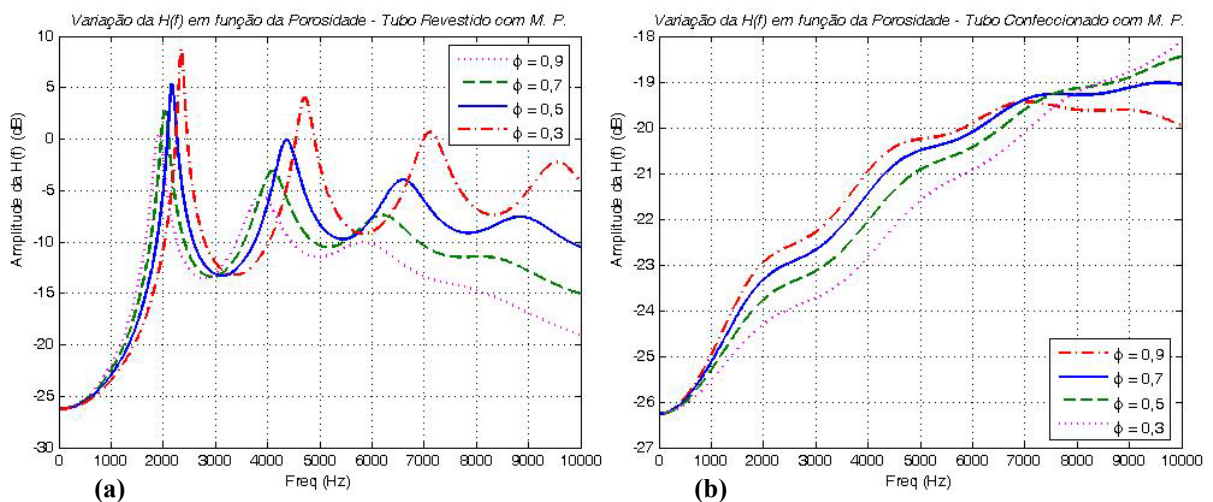 Variação da H(f) em função da Porosidade - Tubo Revestido com M. P.
10
5
0
-5
-10
-15
-20
-25
-30
Amplitude da H(f) (dB)
ϕ = 0,9
ϕ = 0,7
ϕ = 0,5
ϕ = 0,3
0 1000 2000 3000 4000 5000 6000 7000 8000 9000 10000
Freq (Hz)
(a)
Variação da H(f) em função da Porosidade - Tubo Confeccionado com M. P.
-18
-19
-20
-21
-22
-23
-24
-25
-26
-27
Amplitude da H(f) (dB)
ϕ = 0,9
ϕ = 0,7
ϕ = 0,5
ϕ = 0,3
0 1000 2000 3000 4000 5000 6000 7000 8000 9000 10000
Freq (Hz)
(b)